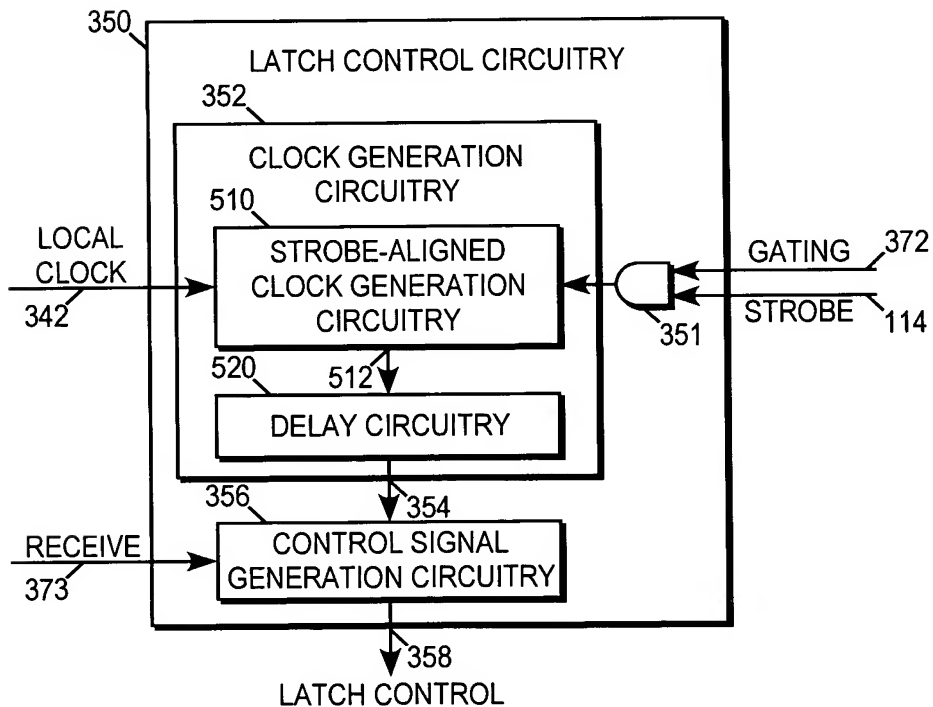 350
LATCH CONTROL CIRCUITRY
352
CLOCK GENERATION
CIRCUITRY
510
LOCAL
CLOCK
342
STROBE-ALIGNED
CLOCK GENERATION
CIRCUITRY
GATING
372
351
STROBE
114
512
520
DELAY CIRCUITRY
354
356
RECEIVE
373
CONTROL SIGNAL
GENERATION CIRCUITRY
358
LATCH CONTROL